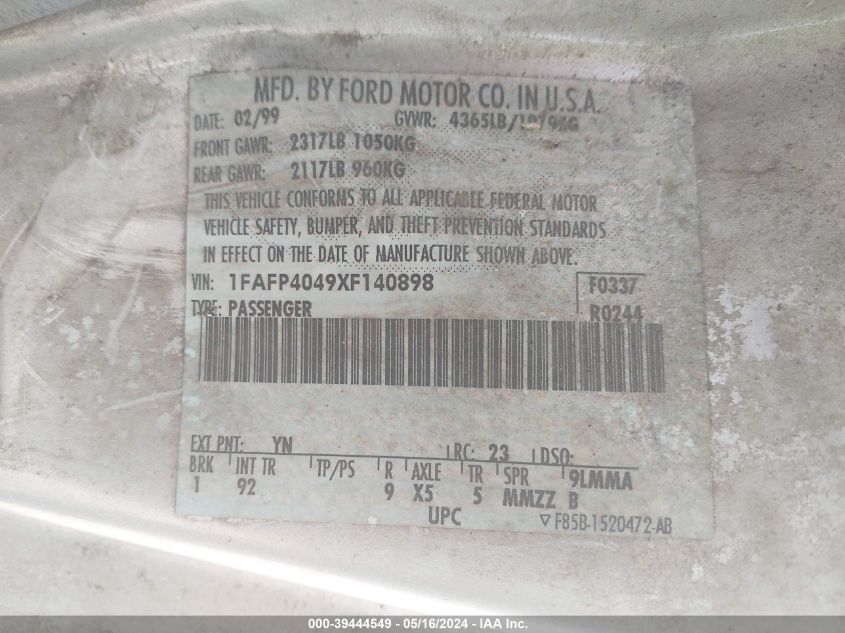 MFD. BY FORD MOTOR CO. IN U.S.A.
DATE: 02/99 GVWR: 4365LB/
FRONT GAWR: 2317LB 1050KG
REAR GAWR: 2117LB 960KG
THIS VEHICLE CONFORMS TO ALL APPLICABLE FEDERAL MOTOR
VEHICLE SAFETY, BUMPER, AND THEFT PREVENTION STANDARDS
IN EFFECT ON THE DATE OF MANUFACTURE SHOWN ABOVE.
VIN: 1FAFP4049XF140898 F0337
TYPE: PASSENGER R0244
EXT PNT: YN RC: 23 DSO:
BRK INT TR TP/PS R AXLE TR SPR 9LMMA
1 92 9 X5 5 MMZZ B
UPC ▽F85B-1520472-AB
000-39444549 - 05/16/2024 - IAA Inc.